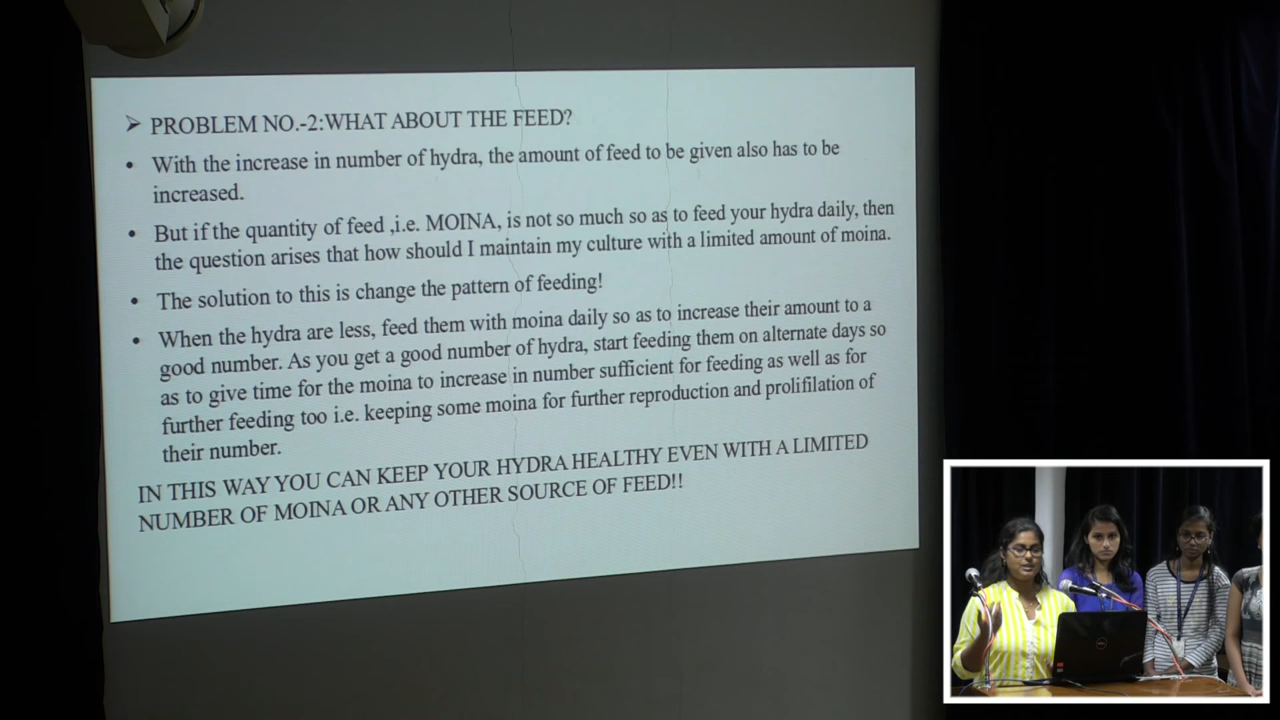 ➢ PROBLEM NO.-2:WHAT ABOUT THE FEED?
• With the increase in number of hydra, the amount of feed to be given also has to be
increased.
• But if the quantity of feed ,i.e. MOINA, is not so much so as to feed your hydra daily, then
the question arises that how should I maintain my culture with a limited amount of moina.
• The solution to this is change the pattern of feeding!
• When the hydra are less, feed them with moina daily so as to increase their amount to a
good number. As you get a good number of hydra, start feeding them on alternate days so
as to give time for the moina to increase in number sufficient for feeding as well as for
further feeding too i.e. keeping some moina for further reproduction and prolifilation of
their number.
IN THIS WAY YOU CAN KEEP YOUR HYDRA HEALTHY EVEN WITH A LIMITED
NUMBER OF MOINA OR ANY OTHER SOURCE OF FEED!!